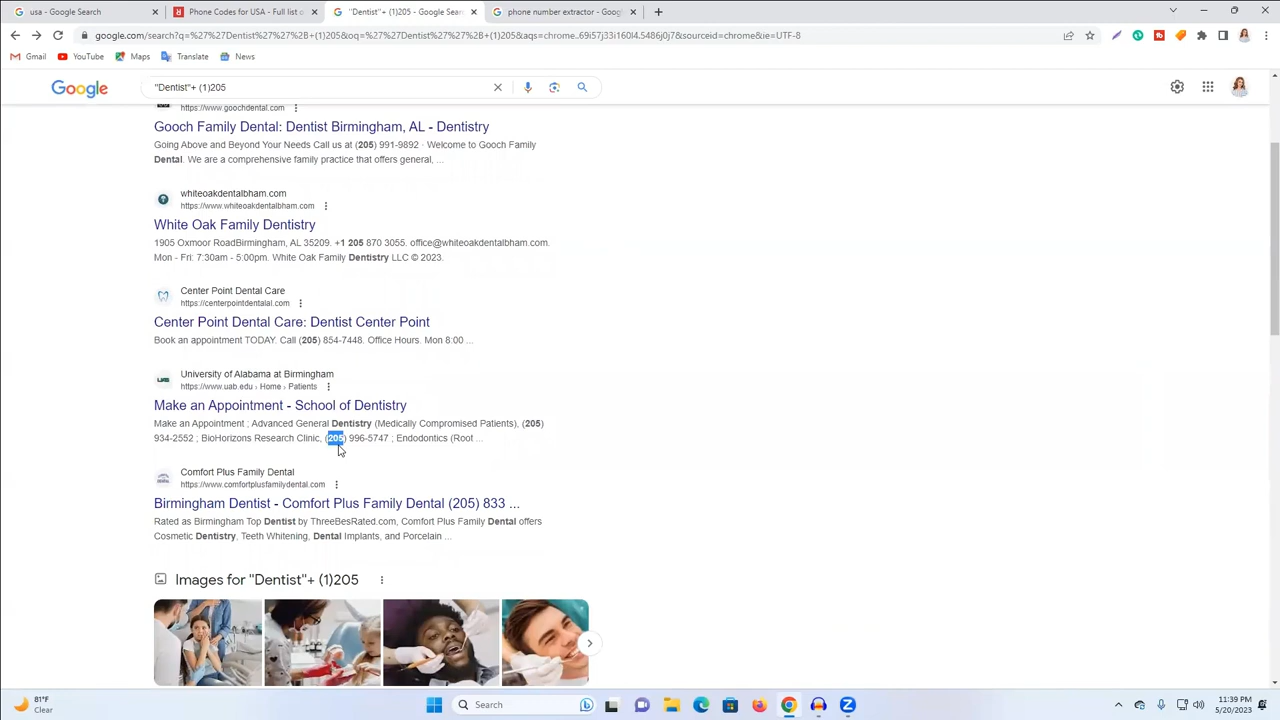 usa - Google Search
Phone Codes for USA - Full list o
"Dentist"+ (1)205 - Google Searc
phone number extractor - Goog
google.com/search?q=%27%27Dentist%27%27%2B+(1)205&oq=%27%27Dentist%27%27%2B+(1)205&aqs=chrome..69i57j33i160l4.5486j0j7&sourceid=chrome&ie=UTF-8
Gmail
YouTube
Maps
Translate
News
Google
"Dentist"+ (1)205
https://www.goochdental.com
Gooch Family Dental: Dentist Birmingham, AL - Dentistry
Going Above and Beyond Your Needs Call us at (205) 991-9892 · Welcome to Gooch Family
Dental. We are a comprehensive family practice that offers general, ...
whiteoakdentalbham.com
https://www.whiteoakdentalbham.com
White Oak Family Dentistry
1905 Oxmoor RoadBirmingham, AL 35209. +1 205 870 3055. office@whiteoakdentalbham.com.
Mon - Fri: 7:30am - 5:00pm. White Oak Family Dentistry LLC © 2023.
Center Point Dental Care
https://centerpointdentalal.com
Center Point Dental Care: Dentist Center Point
Book an appointment TODAY. Call (205) 854-7448. Office Hours. Mon 8:00 ...
UAB
University of Alabama at Birmingham
https://www.uab.edu › Home › Patients
Make an Appointment - School of Dentistry
Make an Appointment ; Advanced General Dentistry (Medically Compromised Patients), (205)
934-2552 ; BioHorizons Research Clinic, (205) 996-5747 ; Endodontics (Root ...
Comfort Plus Family Dental
https://www.comfortplusfamilydental.com
Birmingham Dentist - Comfort Plus Family Dental (205) 833 ...
Rated as Birmingham Top Dentist by ThreeBesRated.com, Comfort Plus Family Dental offers
Cosmetic Dentistry, Teeth Whitening, Dental Implants, and Porcelain ...
Images for "Dentist"+ (1)205
81°F
Clear
Search
11:39 PM
5/20/2023